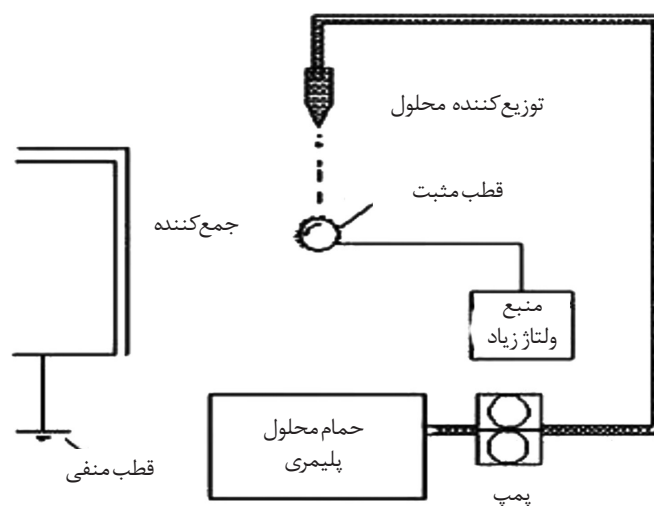 توزیع‌کننده محلول
قطب مثبت
جمع‌کننده
منبع
ولتاژ زیاد
حمام محلول
پلیمری
قطب منفی
پمپ